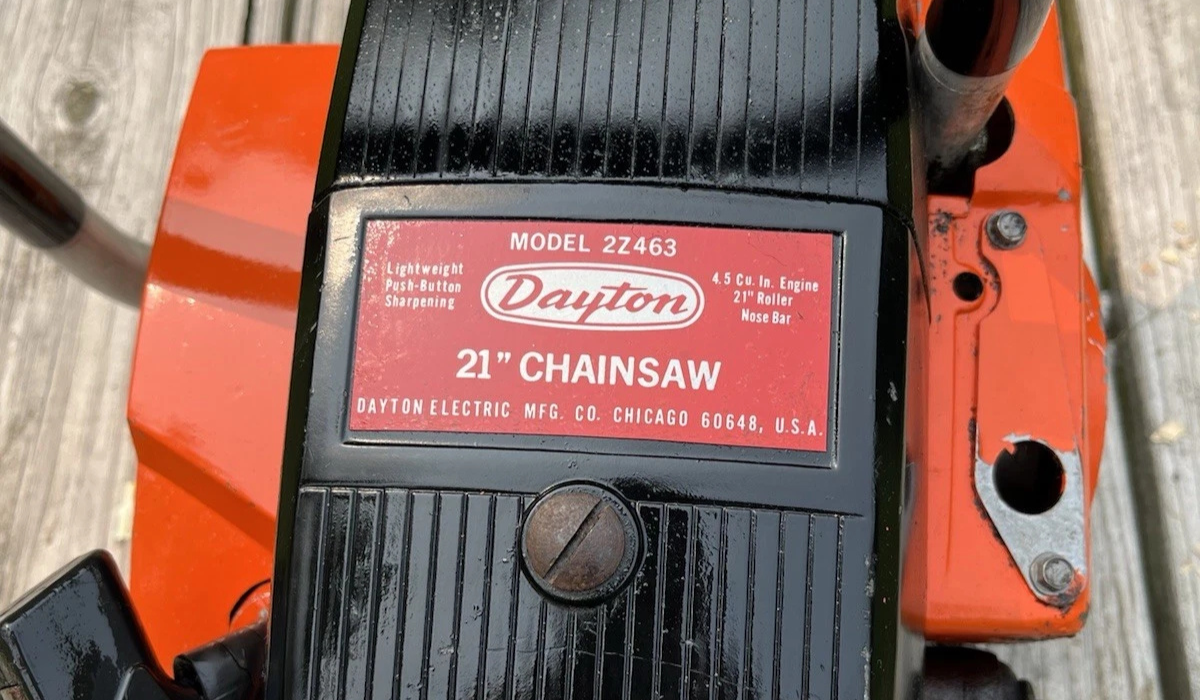 MODEL 2Z463
Lightweight
Push-Button
Sharpening
Dayton
4.5 Cu. In. Engine
21" Roller
Nose Bar
21" CHAINSAW
DAYTON ELECTRIC MFG. CO. CHICAGO 60648, U.S.A.